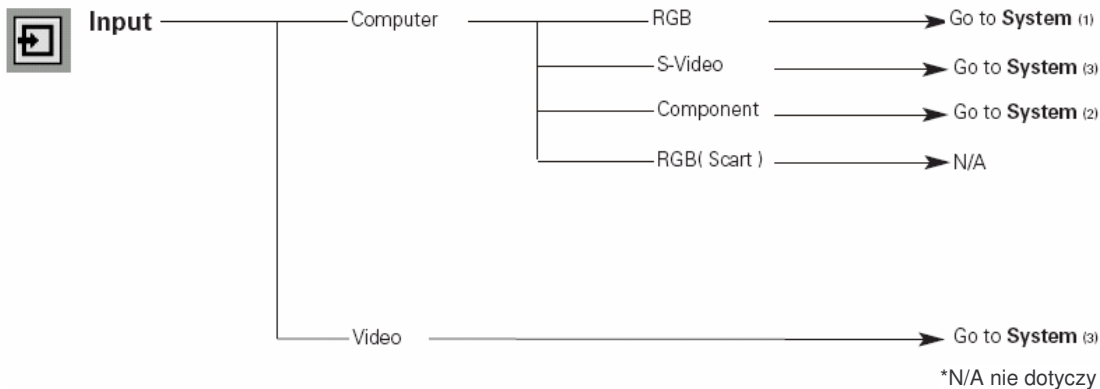 Input Computer RGB Go to System (1)
S-Video Go to System (3)
Component Go to System (2)
RGB( Scart ) N/A
Video Go to System (3)
*N/A nie dotyczy